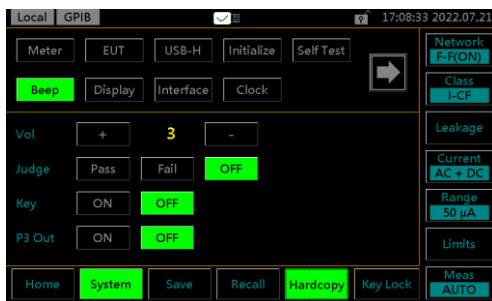 Local GPIB 17:08:33 2022.07.21
Meter EUT USB-H Initialize Self Test
Beep Display Interface Clock
Vol + 3 -
Judge Pass Fail OFF
Key ON OFF
P3 Out ON OFF
Home System Save Recall Hardcopy Key Lock
Network
F-F(ON)
Class
I-CF
Leakage
Current
AC + DC
Range
50 µA
Limits
Meas
AUTO